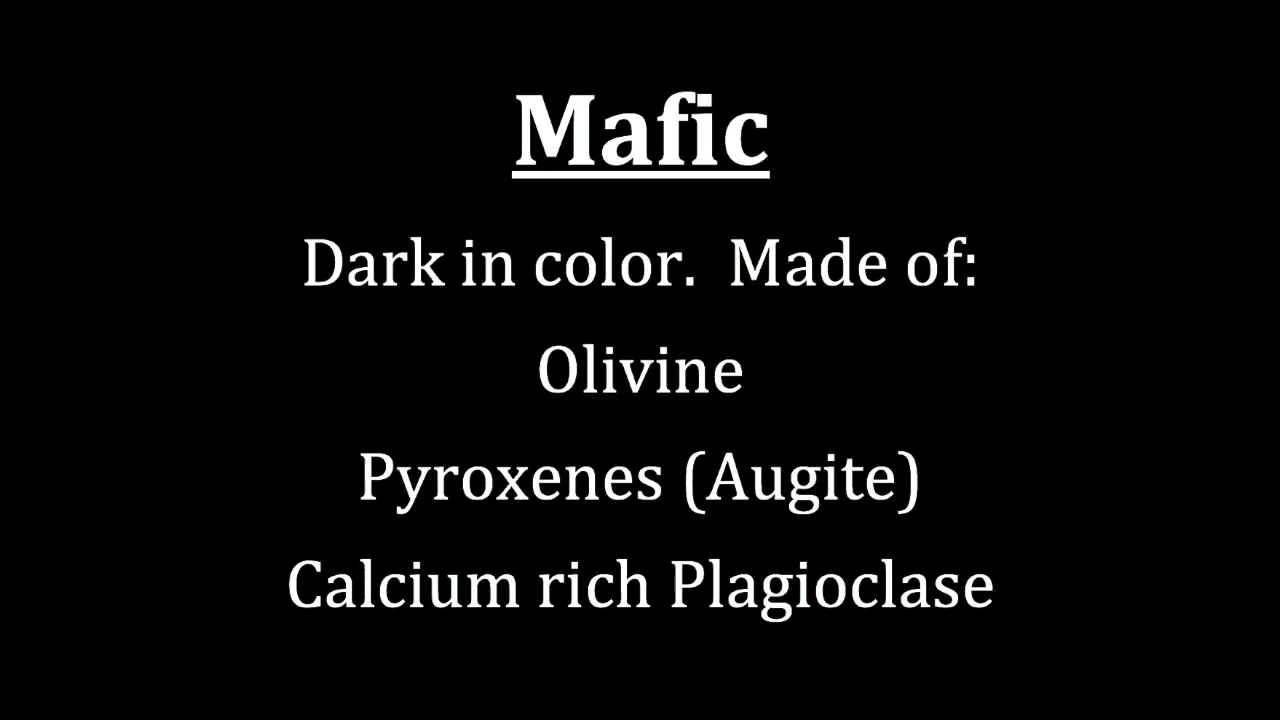 Mafic
Dark in color.  Made of:
Olivine
Pyroxenes (Augite)
Calcium rich Plagioclase